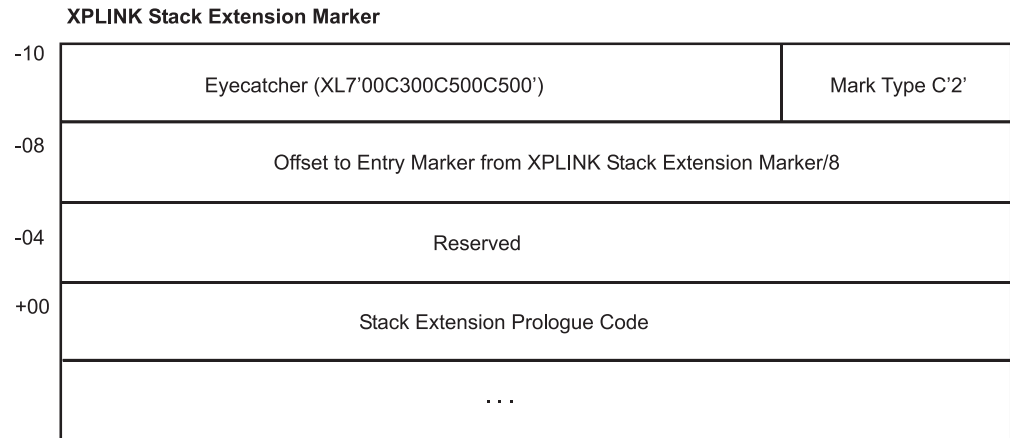 XPLINK Stack Extension Marker
-10
Eyecatcher (XL7'00C300C500C500') Mark Type C'2'
-08
Offset to Entry Marker from XPLINK Stack Extension Marker/8
-04
Reserved
+00
Stack Extension Prologue Code
...